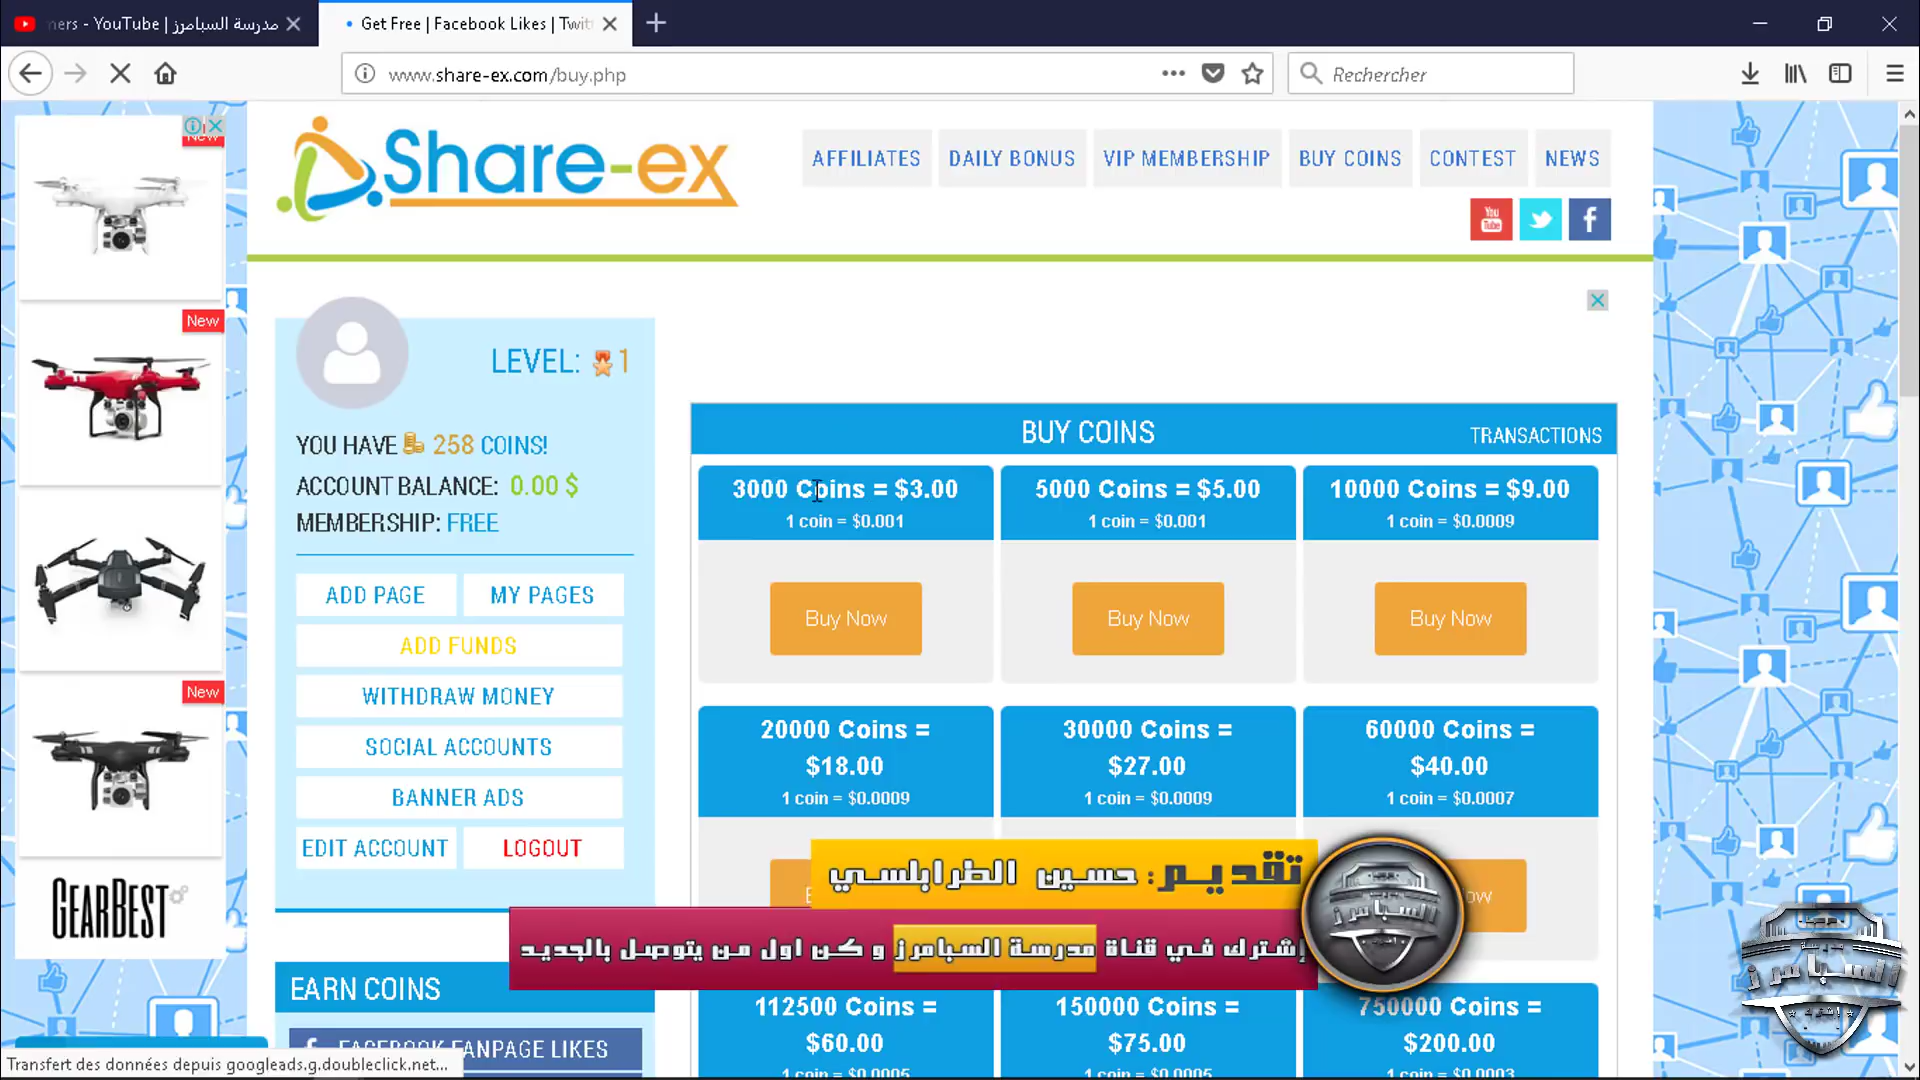 ners - YouTube | مدرسة السبامرز
Get Free | Facebook Likes | Twit
www.share-ex.com/buy.php
Rechercher
Share-ex
AFFILIATES
DAILY BONUS
VIP MEMBERSHIP
BUY COINS
CONTEST
NEWS
You Tube
New
New
New
LEVEL: 1
YOU HAVE 258 COINS!
ACCOUNT BALANCE: 0.00 $
MEMBERSHIP: FREE
ADD PAGE
MY PAGES
ADD FUNDS
WITHDRAW MONEY
SOCIAL ACCOUNTS
BANNER ADS
EDIT ACCOUNT
LOGOUT
GEARBEST
EARN COINS
FACEBOOK FANPAGE LIKES
BUY COINS
TRANSACTIONS
3000 Coins = $3.00
1 coin = $0.001
Buy Now
5000 Coins = $5.00
1 coin = $0.001
Buy Now
10000 Coins = $9.00
1 coin = $0.0009
Buy Now
20000 Coins =
$18.00
1 coin = $0.0009
30000 Coins =
$27.00
1 coin = $0.0009
60000 Coins =
$40.00
1 coin = $0.0007
112500 Coins =
$60.00
1 coin = $0.0005
150000 Coins =
$75.00
1 coin = $0.0005
750000 Coins =
$200.00
1 coin = $0.0003
تقديم: حسين الطرابلسي
إشترك في قناة مدرسة السبامرز و كن اول من يتوصل بالجديد
السبامرز
مدرسة
السبامرز
إشترك
Transfert des données depuis googleads.g.doubleclick.net...